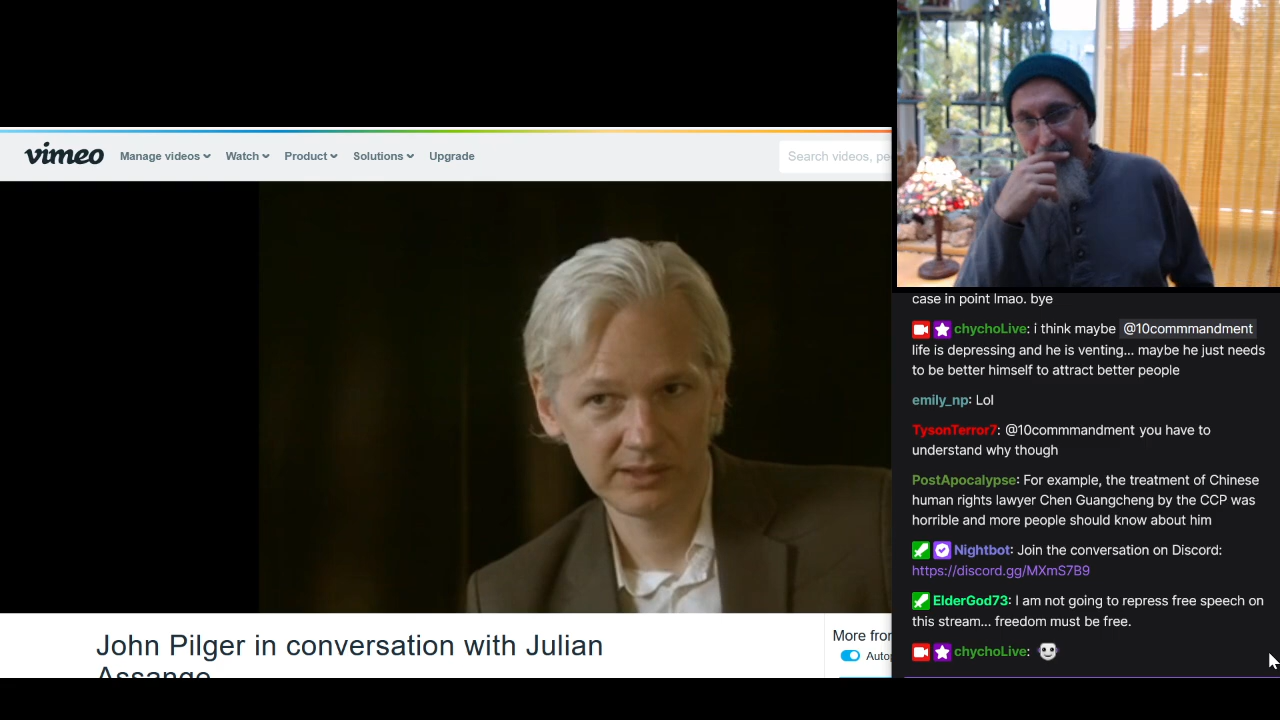 vimeo Manage videos Watch Product Solutions Upgrade Search videos, pe
John Pilger in conversation with Julian
Assange
More fror
Autop
case in point lmao. bye
chychoLive: i think maybe @10commmandment
life is depressing and he is venting... maybe he just needs
to be better himself to attract better people
emily_np: Lol
TysonTerror7: @10commmandment you have to
understand why though
PostApocalypse: For example, the treatment of Chinese
human rights lawyer Chen Guangcheng by the CCP was
horrible and more people should know about him
Nightbot: Join the conversation on Discord:
https://discord.gg/MXmS7B9
ElderGod73: I am not going to repress free speech on
this stream... freedom must be free.
chychoLive: